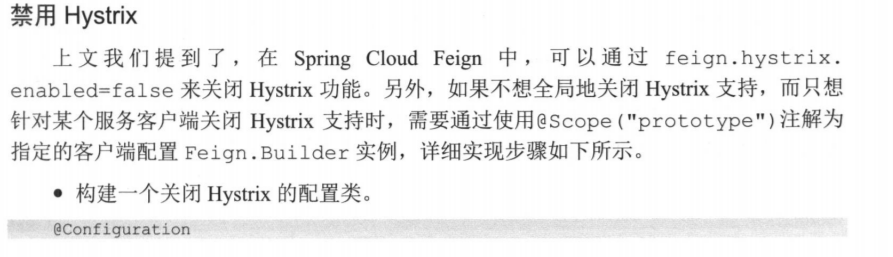 禁用 Hystrix
上文我们提到了，在 Spring Cloud Feign 中，可以通过 feign.hystrix.
enabled=false 来关闭 Hystrix 功能。另外，如果不想全局地关闭 Hystrix 支持，而只想
针对某个服务客户端关闭 Hystrix 支持时，需要通过使用@Scope("prototype")注解为
指定的客户端配置 Feign.Builder 实例，详细实现步骤如下所示。
● 构建一个关闭 Hystrix 的配置类。
@Configuration